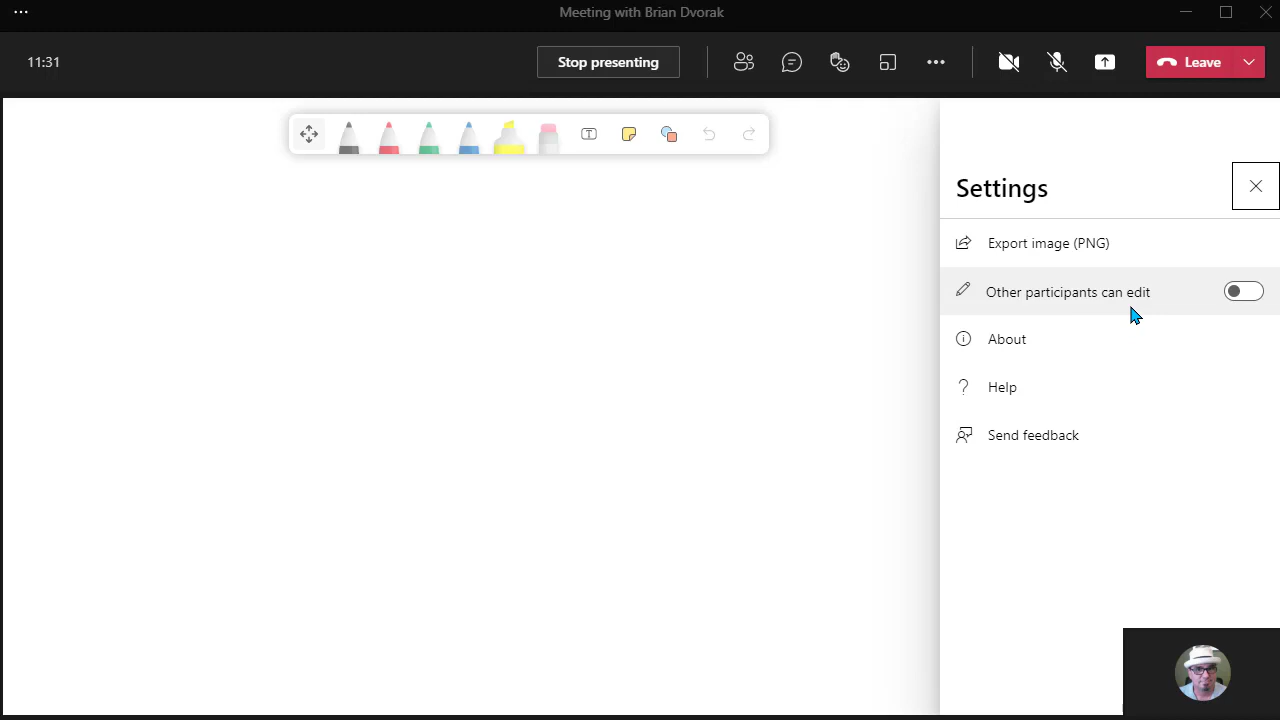 Meeting with Brian Dvorak
11:31
Stop presenting
Leave
Settings
Export image (PNG)
Other participants can edit
About
Help
Send feedback